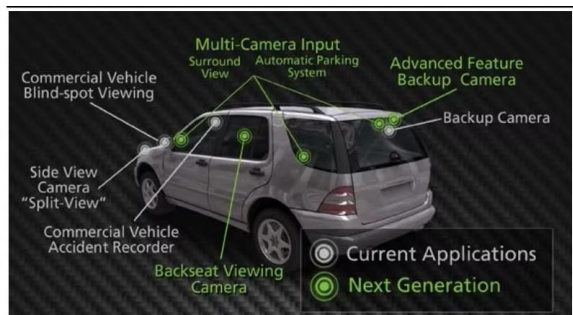 Multi-Camera Input
Surround View
Automatic Parking System
Advanced Feature
Backup Camera
Commercial Vehicle
Blind-spot Viewing
Backup Camera
Side View
Camera
“Split-View”
Commercial Vehicle
Accident Recorder
Backseat Viewing
Camera
Current Applications
Next Generation